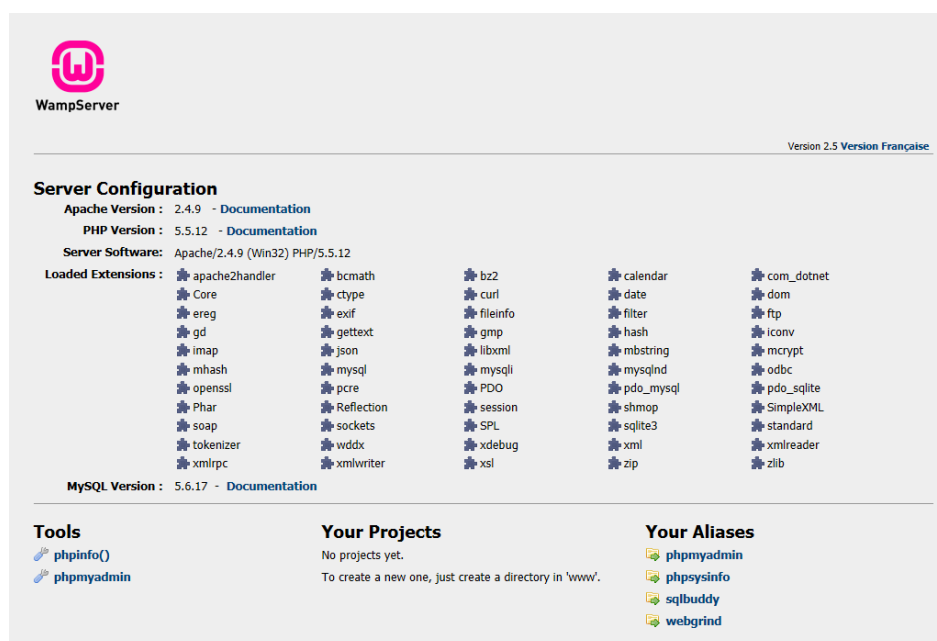 WampServer
Version 2.5 Version Française
Server Configuration
Apache Version : 2.4.9 - Documentation
PHP Version : 5.5.12 - Documentation
Server Software: Apache/2.4.9 (Win32) PHP/5.5.12
Loaded Extensions : apache2handler bcmath bz2 calendar com_dotnet
Core ctype curl date dom
ereg exif fileinfo filter ftp
gd gettext gmp hash iconv
imap json libxml mbstring mcrypt
mhash mysql mysqli mysqlnd odbc
openssl pcre PDO pdo_mysql pdo_sqlite
Phar Reflection session shmop SimpleXML
soap sockets SPL sqlite3 standard
tokenizer wddx xdebug xml xmlreader
xmlrpc xmlwriter xsl zip zlib
MySQL Version : 5.6.17 - Documentation
Tools
phpinfo()
phpmyadmin
Your Projects
No projects yet.
To create a new one, just create a directory in 'www'.
Your Aliases
phpmyadmin
phpsysinfo
sqlbuddy
webgrind